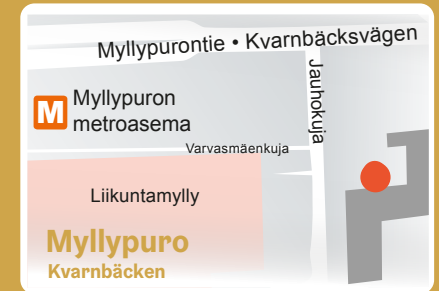 Myllypurontie • Kvarnbäcksvägen
Jauhokuja
M Myllypuron
metroasema
Varvasmäenkuja
Liikuntamylly
Myllypuro
Kvarnbäcken